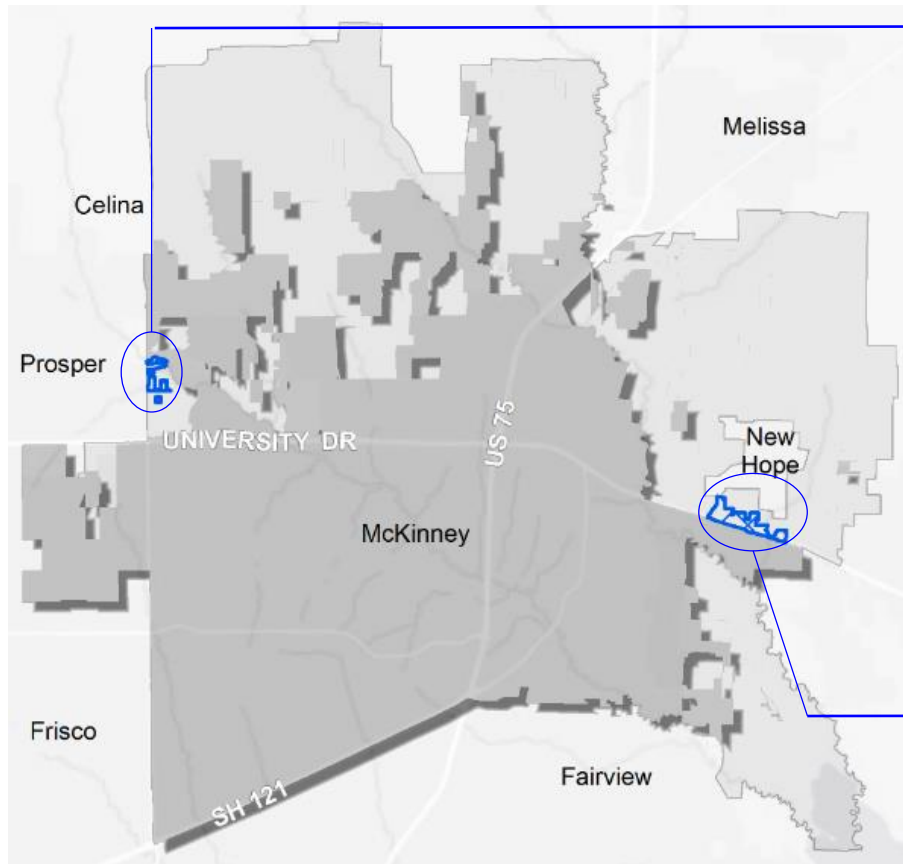 Melissa
Celina
Prosper
UNIVERSITY DR
US 75
New
Hope
McKinney
Frisco
SH 121
Fairview